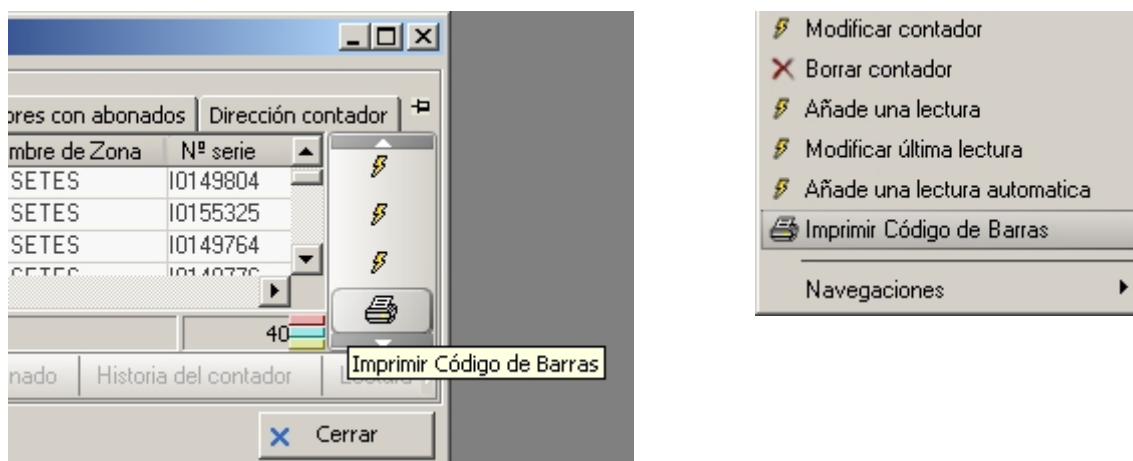 ores con abonados
Dirección contador
mbre de Zona
Nº serie
SETES
I0149804
SETES
I0155325
SETES
I0149764
SETES
40
Imprimir Código de Barras
nado
Historia del contador
Cerrar
Modificar contador
Borrar contador
Añade una lectura
Modificar última lectura
Añade una lectura automatica
Imprimir Código de Barras
Navegaciones